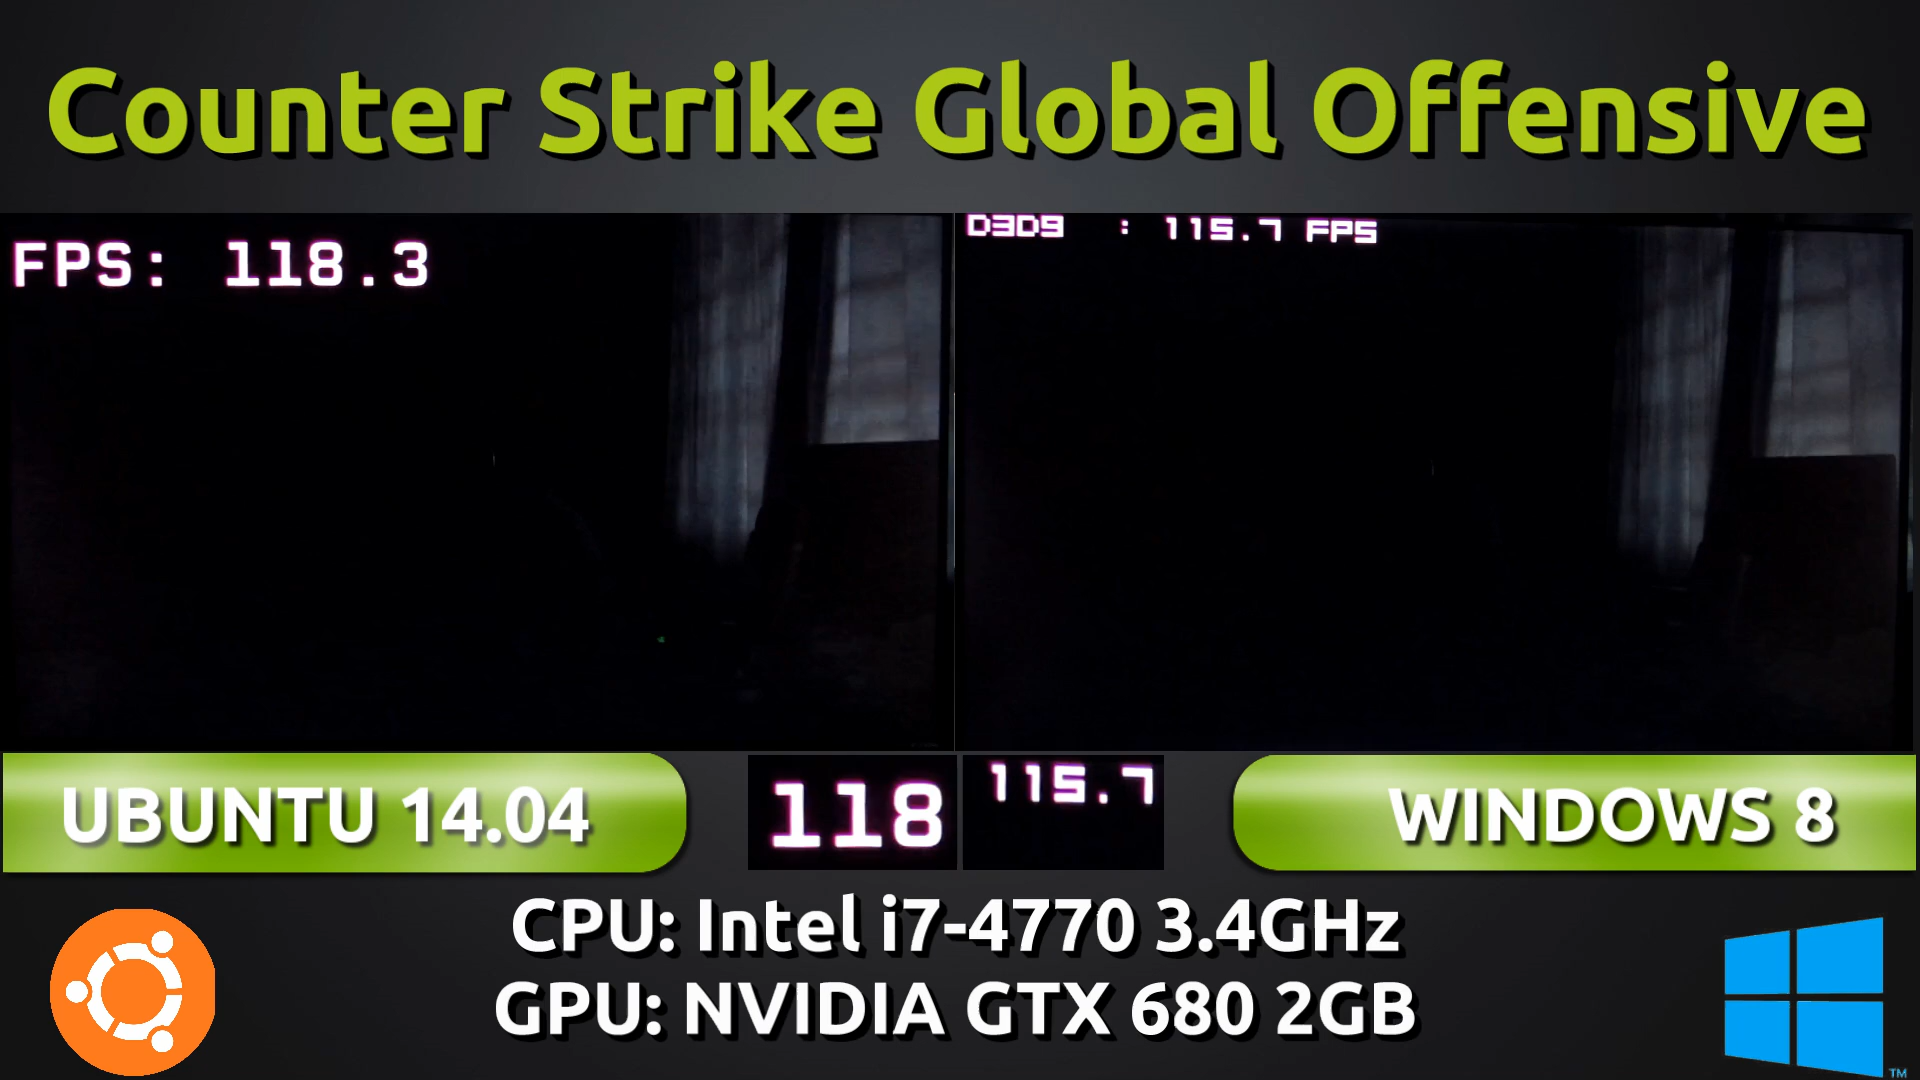 Counter Strike Global Offensive
FPS: 118.3
D3D9 : 115.7 FPS
UBUNTU 14.04
118
115.7
WINDOWS 8
CPU: Intel i7-4770 3.4GHz
GPU: NVIDIA GTX 680 2GB
TM